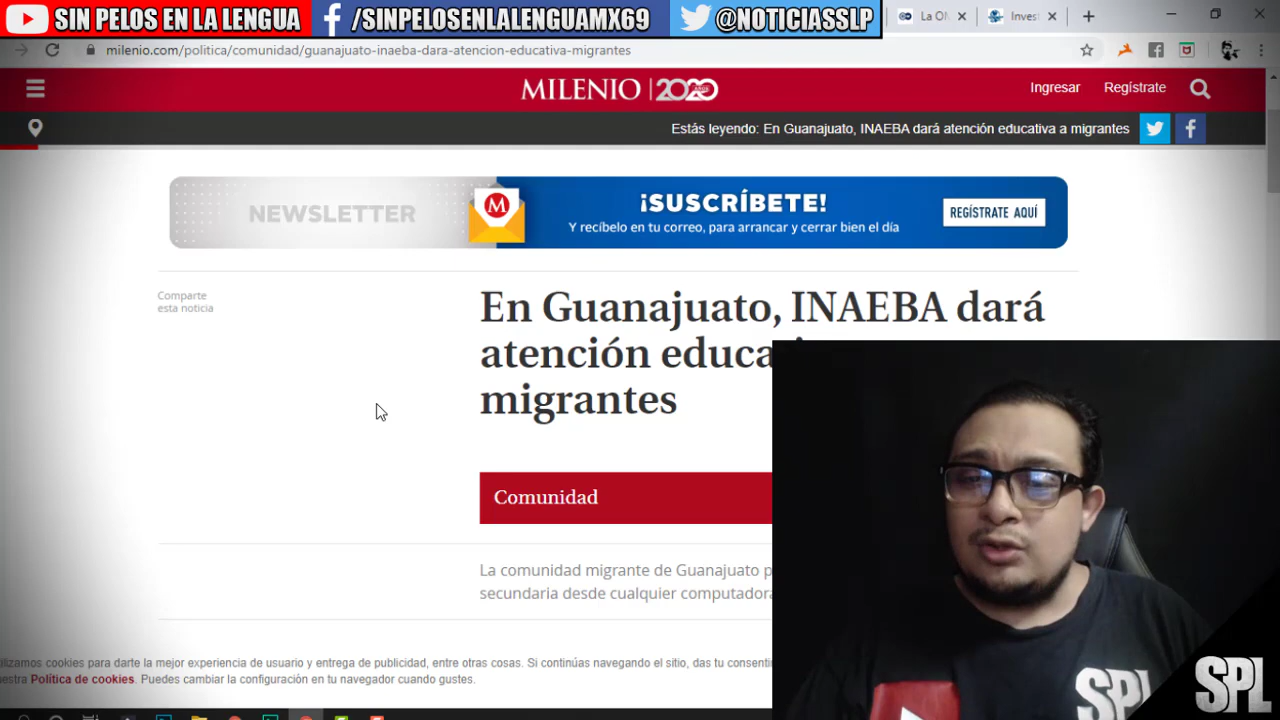 SIN PELOS EN LA LENGUA
/SINPELOSENLALENGUAMX69
@NOTICIASSLP
La ON
Inves
milenio.com/politica/comunidad/guanajuato-inaeba-dara-atencion-educativa-migrantes
MILENIO 2020
Ingresar
Regístrate
Estás leyendo: En Guanajuato, INAEBA dará atención educativa a migrantes
NEWSLETTER
M
¡SUSCRÍBETE!
Y recíbelo en tu correo, para arrancar y cerrar bien el día
REGÍSTRATE AQUÍ
Comparte
esta noticia
En Guanajuato, INAEBA dará
atención educa
migrantes
Comunidad
La comunidad migrante de Guanajuato p
secundaria desde cualquier computadora
ilizamos cookies para darte la mejor experiencia de usuario y entrega de publicidad, entre otras cosas. Si continúas navegando el sitio, das tu consenti
estra Política de cookies. Puedes cambiar la configuración en tu navegador cuando gustes.
SPL
SPL